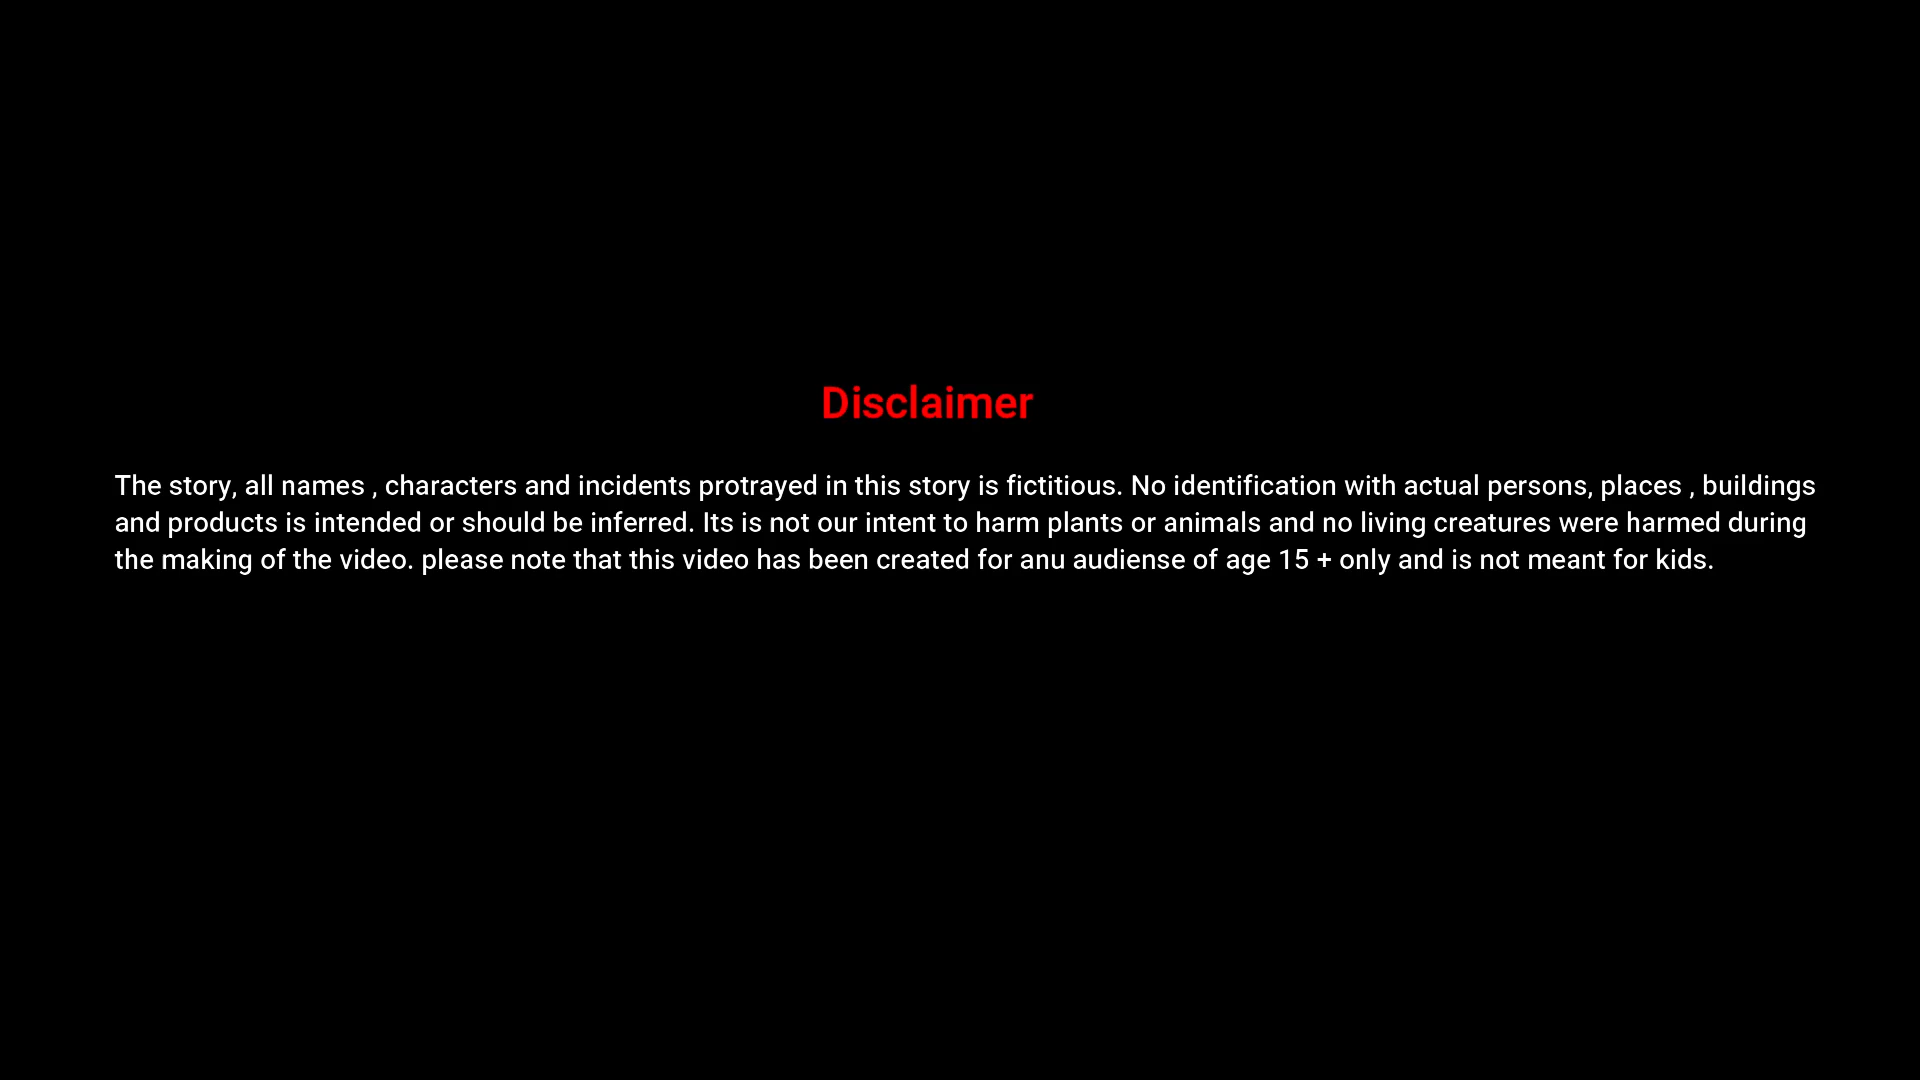 Disclaimer
The story, all names , characters and incidents protrayed in this story is fictitious. No identification with actual persons, places , buildings
and products is intended or should be inferred. Its is not our intent to harm plants or animals and no living creatures were harmed during
the making of the video. please note that this video has been created for anu audiense of age 15 + only and is not meant for kids.